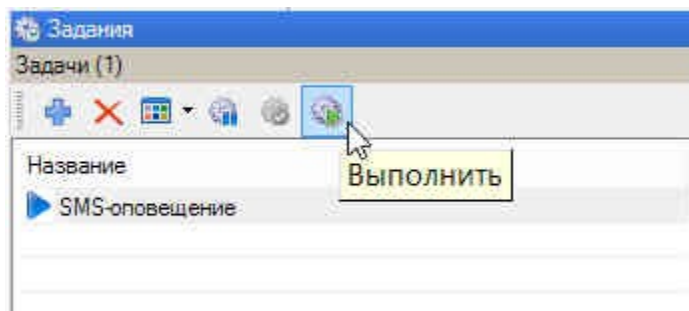 Задания
Задачи (1)
Название
Выполнить
SMS-оповещение